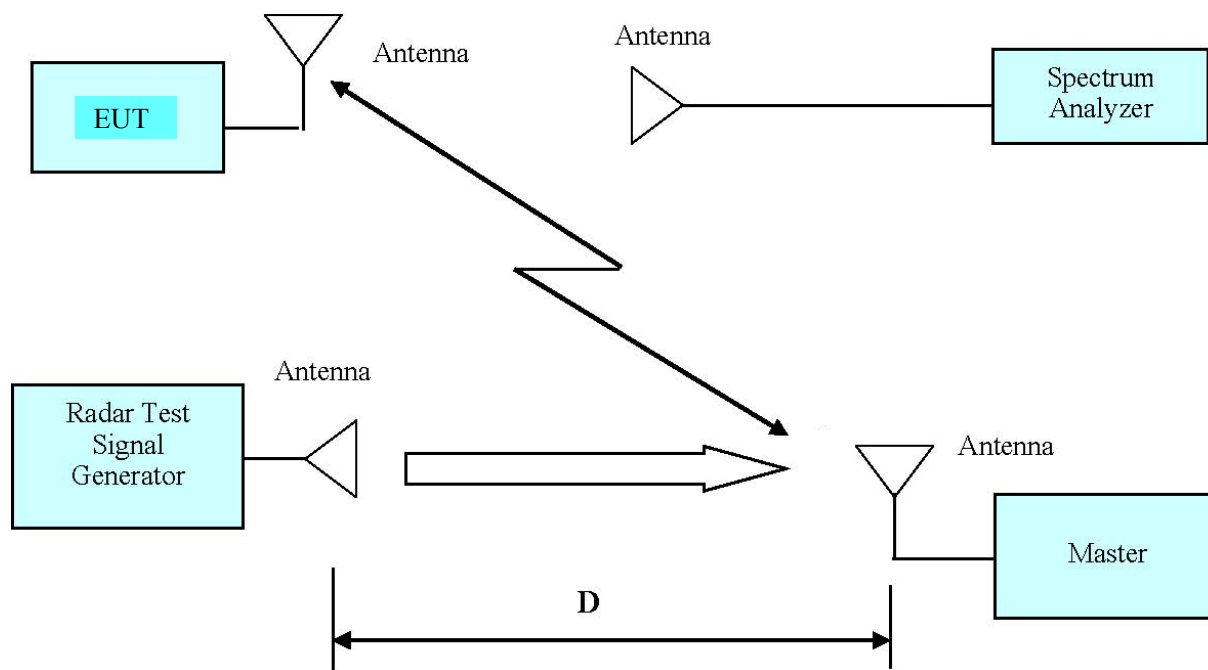 Antenna
Antenna
EUT
Spectrum
Analyzer
Antenna
Radar Test
Signal
Generator
Antenna
Master
D